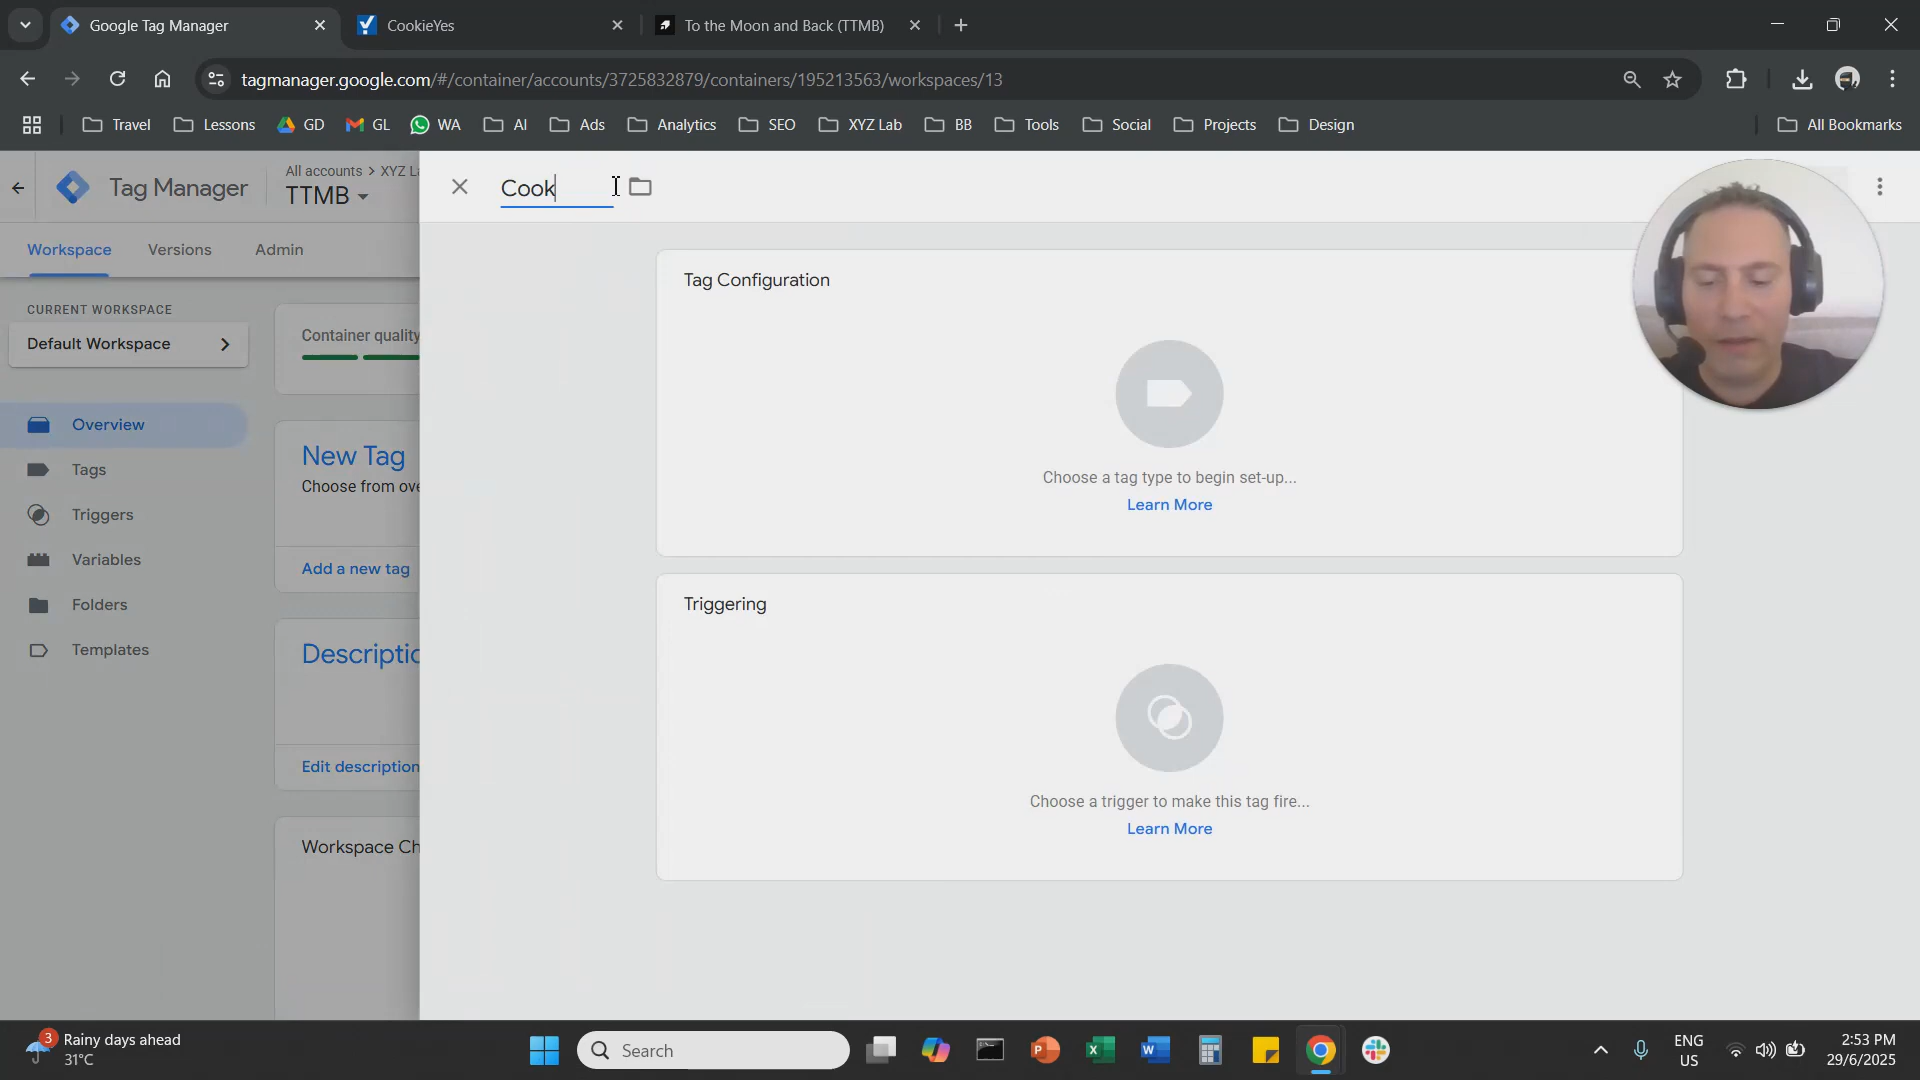 Google Tag Manager
CookieYes
To the Moon and Back (TTMB)
tagmanager.google.com/#/container/accounts/3725832879/containers/195213563/workspaces/13
Travel
Lessons
GD
GL
WA
AI
Ads
Analytics
SEO
XYZ Lab
BB
Tools
Social
Projects
Design
All Bookmarks
Tag Manager
All accounts > XYZ La
TTMB
Cook
Workspace
Versions
Admin
CURRENT WORKSPACE
Default Workspace
Overview
Tags
Triggers
Variables
Folders
Templates
Container quality
New Tag
Choose from ove
Add a new tag
Descriptio
Edit description
Workspace Ch
Tag Configuration
Choose a tag type to begin set-up...
Learn More
Triggering
Choose a trigger to make this tag fire...
Learn More
3
Rainy days ahead
31°C
Search
ENG
US
2:53 PM
29/6/2025